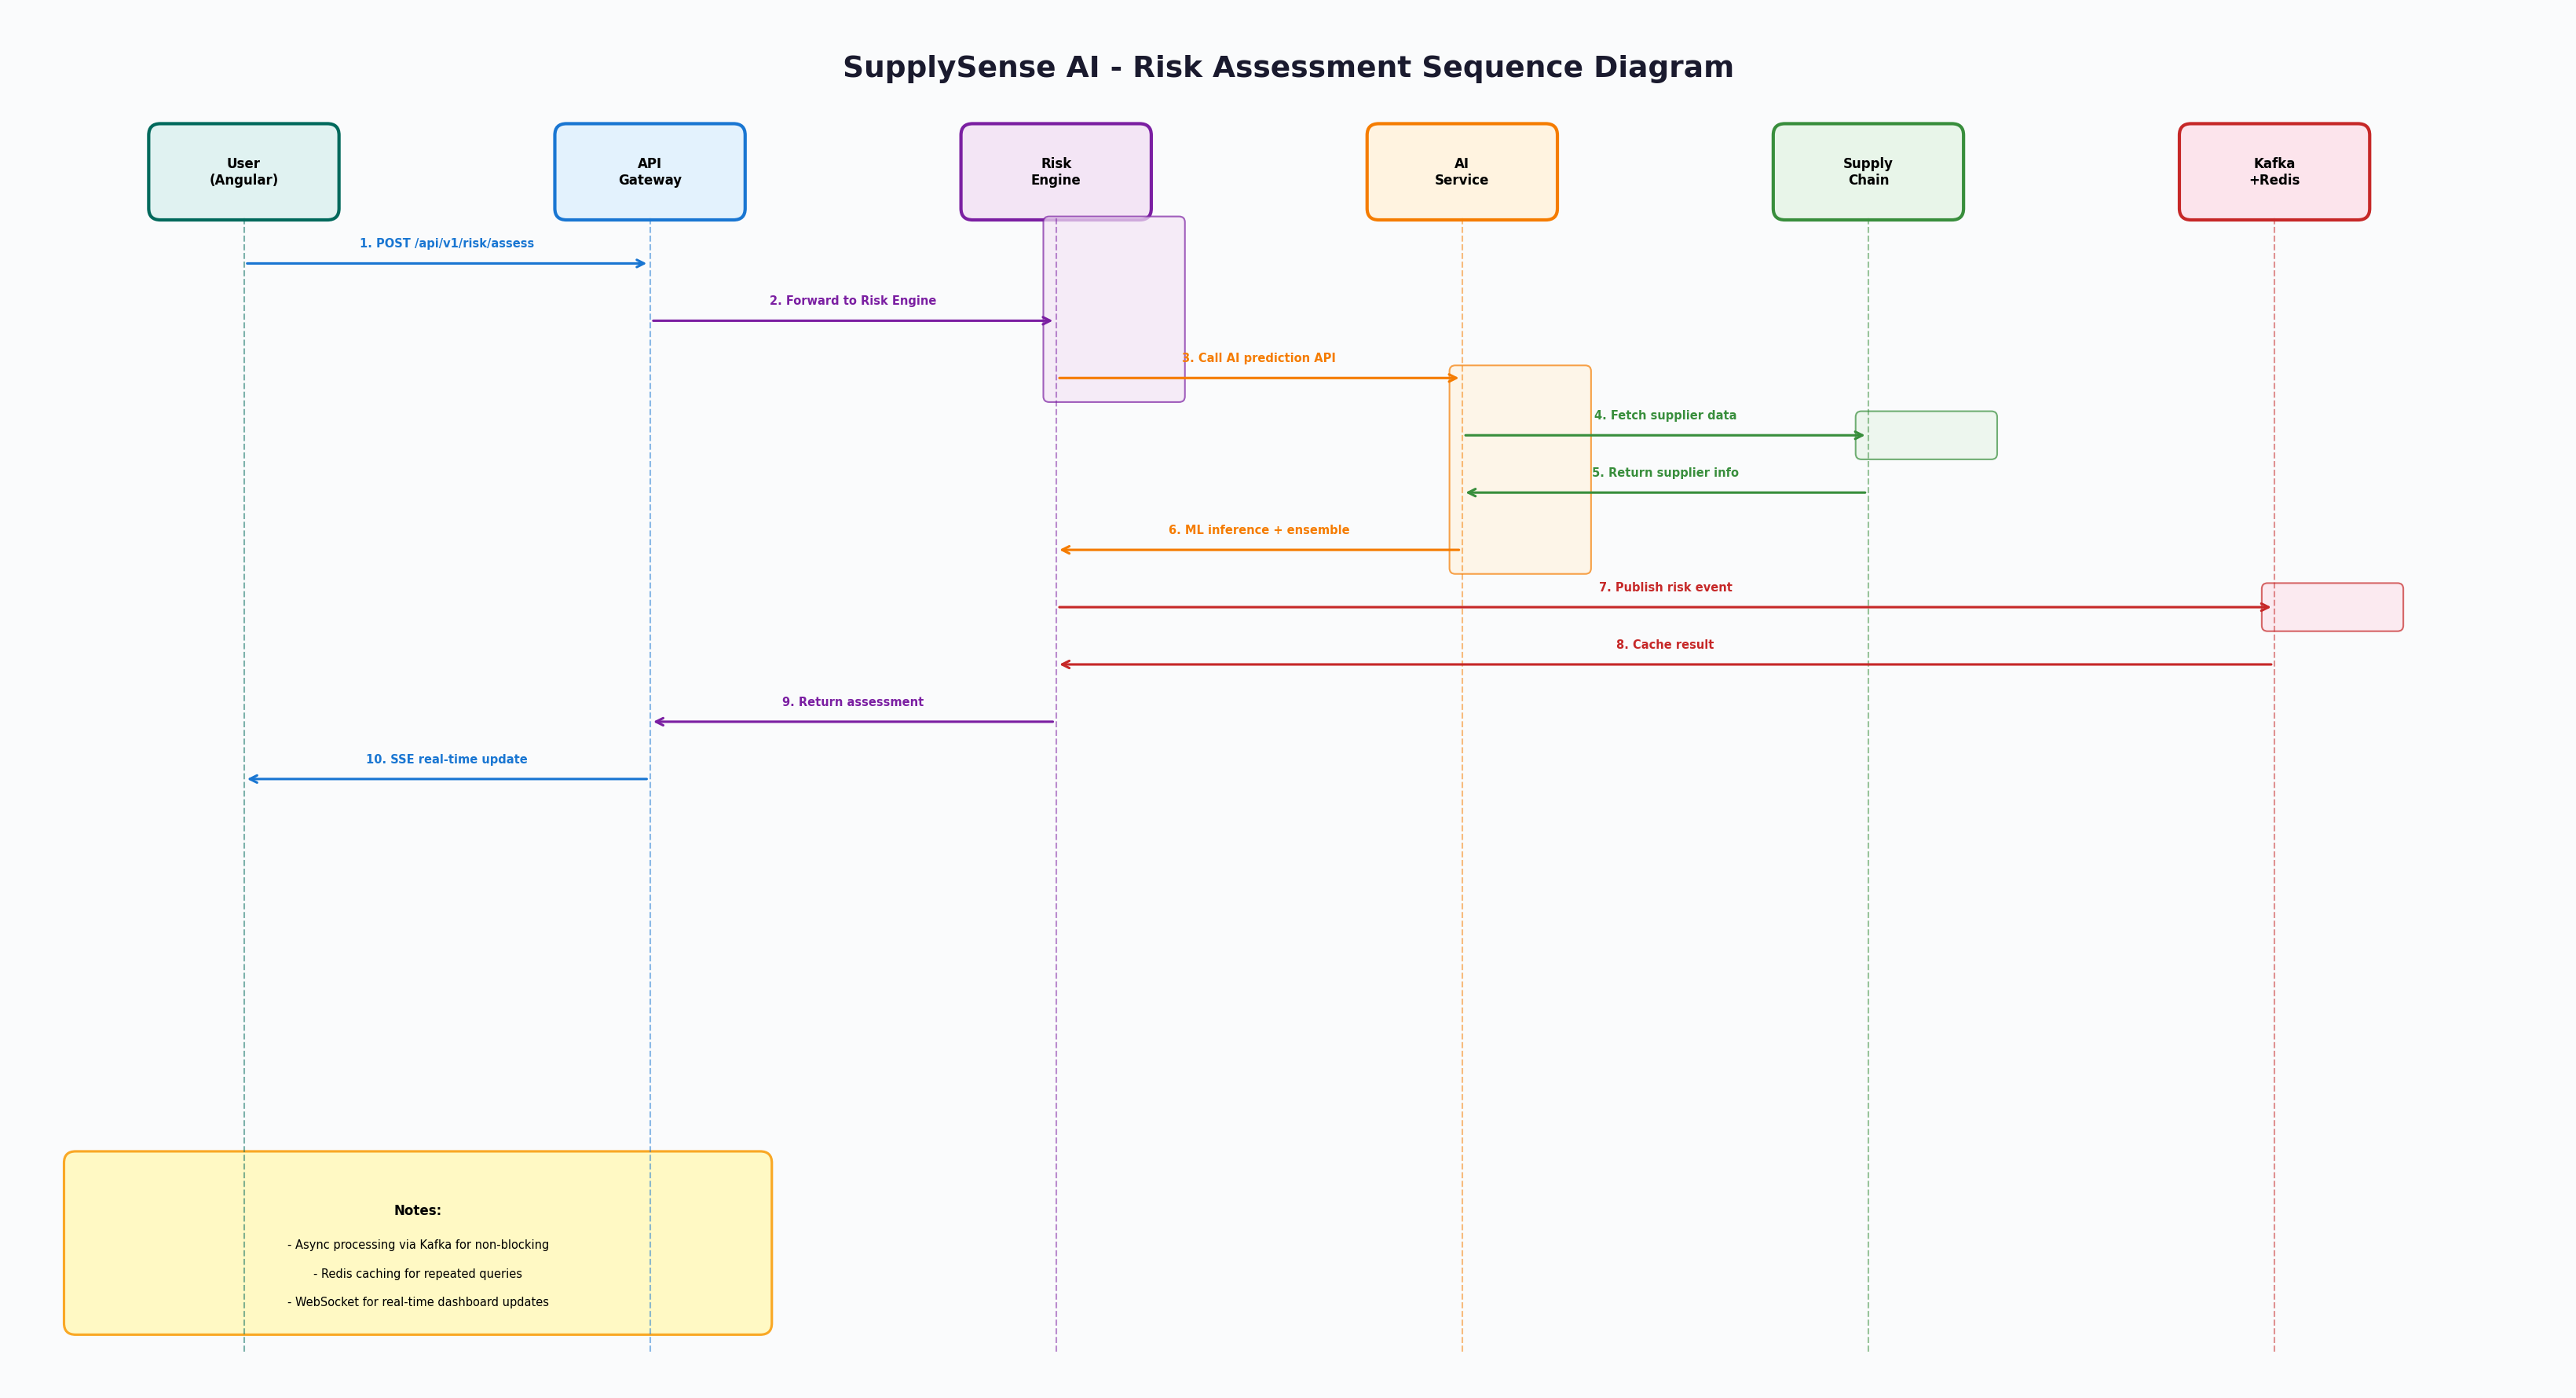 SupplySense AI - Risk Assessment Sequence Diagram
User
(Angular)
API
Gateway
Risk
Engine
AI
Service
Supply
Chain
Kafka
+Redis
1. POST /api/v1/risk/assess
2. Forward to Risk Engine
3. Call AI prediction API
4. Fetch supplier data
5. Return supplier info
6. ML inference + ensemble
7. Publish risk event
8. Cache result
9. Return assessment
10. SSE real-time update
Notes:
- Async processing via Kafka for non-blocking
- Redis caching for repeated queries
- WebSocket for real-time dashboard updates